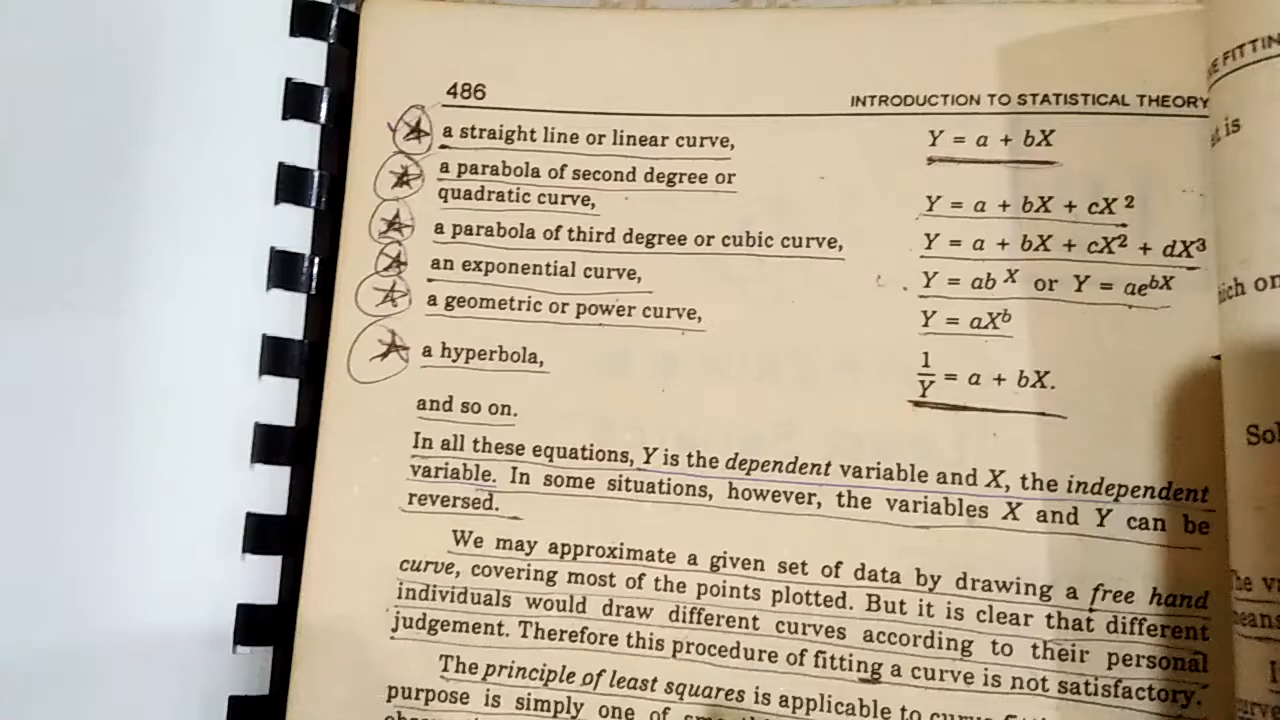 486 INTRODUCTION TO STATISTICAL THEORY
a straight line or linear curve, Y = a + bX
a parabola of second degree or
quadratic curve, Y = a + bX + cX²
a parabola of third degree or cubic curve, Y = a + bX + cX² + dX³
an exponential curve, Y = abˣ or Y = ae^bX
a geometric or power curve, Y = aXᵇ
a hyperbola, 1/Y = a + bX.
and so on.
In all these equations, Y is the dependent variable and X, the independent
variable. In some situations, however, the variables X and Y can be
reversed.
We may approximate a given set of data by drawing a free hand
curve, covering most of the points plotted. But it is clear that different
individuals would draw different curves according to their personal
judgement. Therefore this procedure of fitting a curve is not satisfactory.
The principle of least squares is applicable to
purpose is simply one of
is